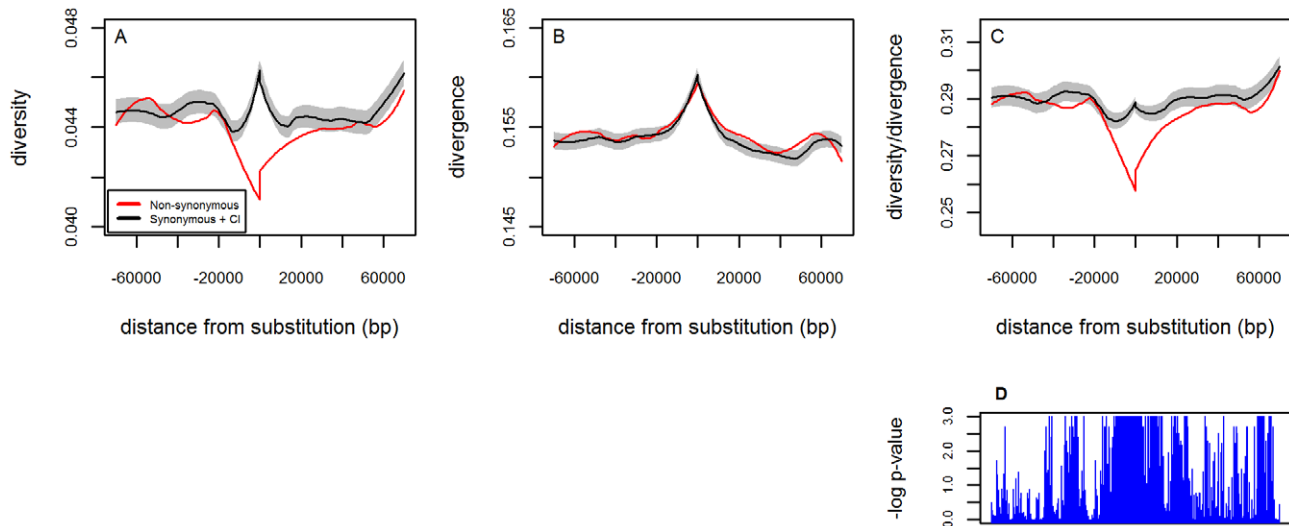 A
diversity
0.048
0.044
0.040
Non-synonymous
Synonymous + CI
-60000 -20000 20000 60000
distance from substitution (bp)
B
divergence
0.165
0.155
0.145
-60000 -20000 20000 60000
distance from substitution (bp)
C
diversity/divergence
0.31
0.29
0.27
0.25
-60000 -20000 20000 60000
distance from substitution (bp)
D
-log p-value
3.0
2.0
1.0
0.0